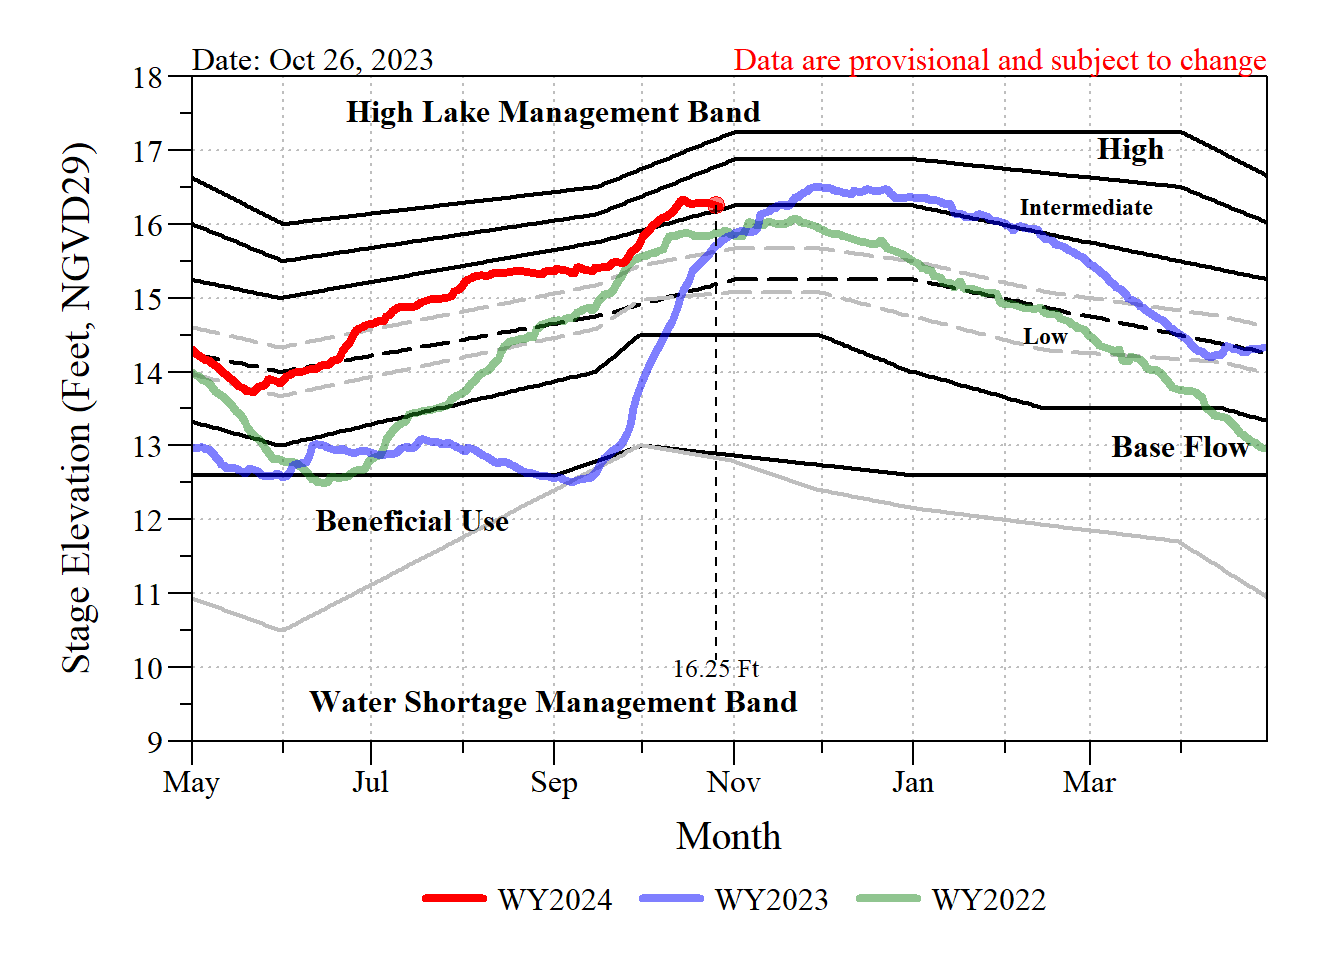 Date: Oct 26, 2023
Data are provisional and subject to change
18
17
16
15
14
13
12
11
10
9
Stage Elevation (Feet, NGVD29)
High Lake Management Band
High
Intermediate
Low
Base Flow
Beneficial Use
16.25 Ft
Water Shortage Management Band
May Jul Sep Nov Jan Mar
Month
WY2024 WY2023 WY2022